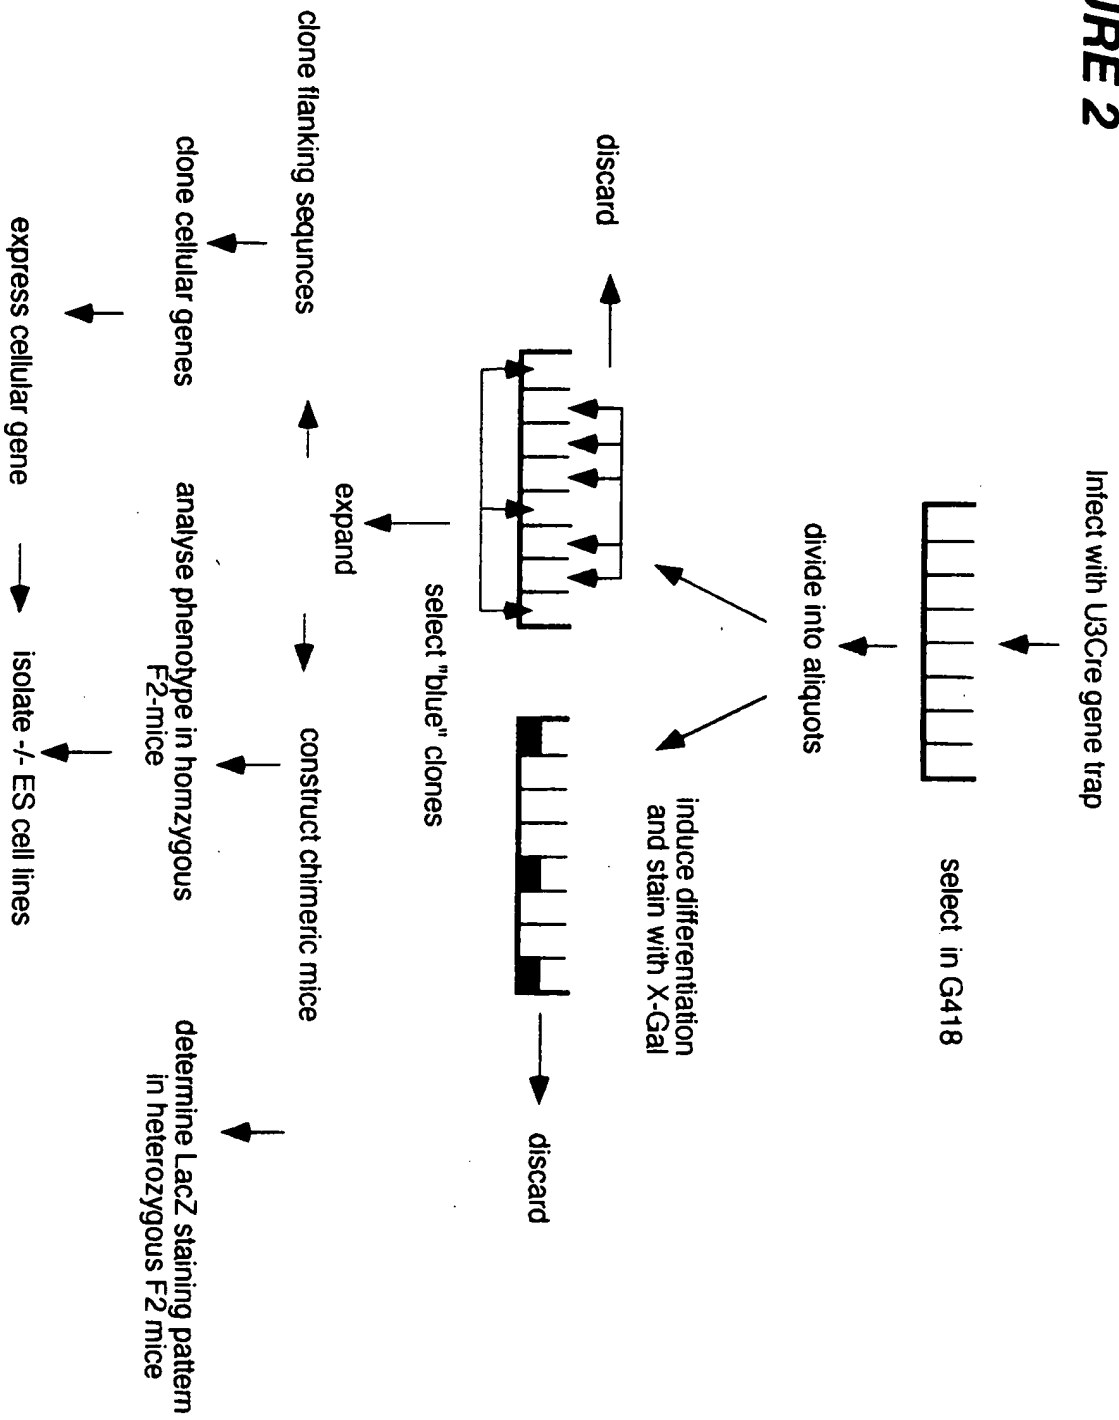 URE 2
Infect with U3Cre gene trap
select in G418
divide into aliquots
induce differentiation
and stain with X-Gal
discard
discard
select "blue" clones
expand
clone flanking sequnces
construct chimeric mice
clone cellular genes
analyse phenotype in homzygous
F2-mice
determine LacZ staining pattern
in heterozygous F2 mice
express cellular gene
isolate -/- ES cell lines